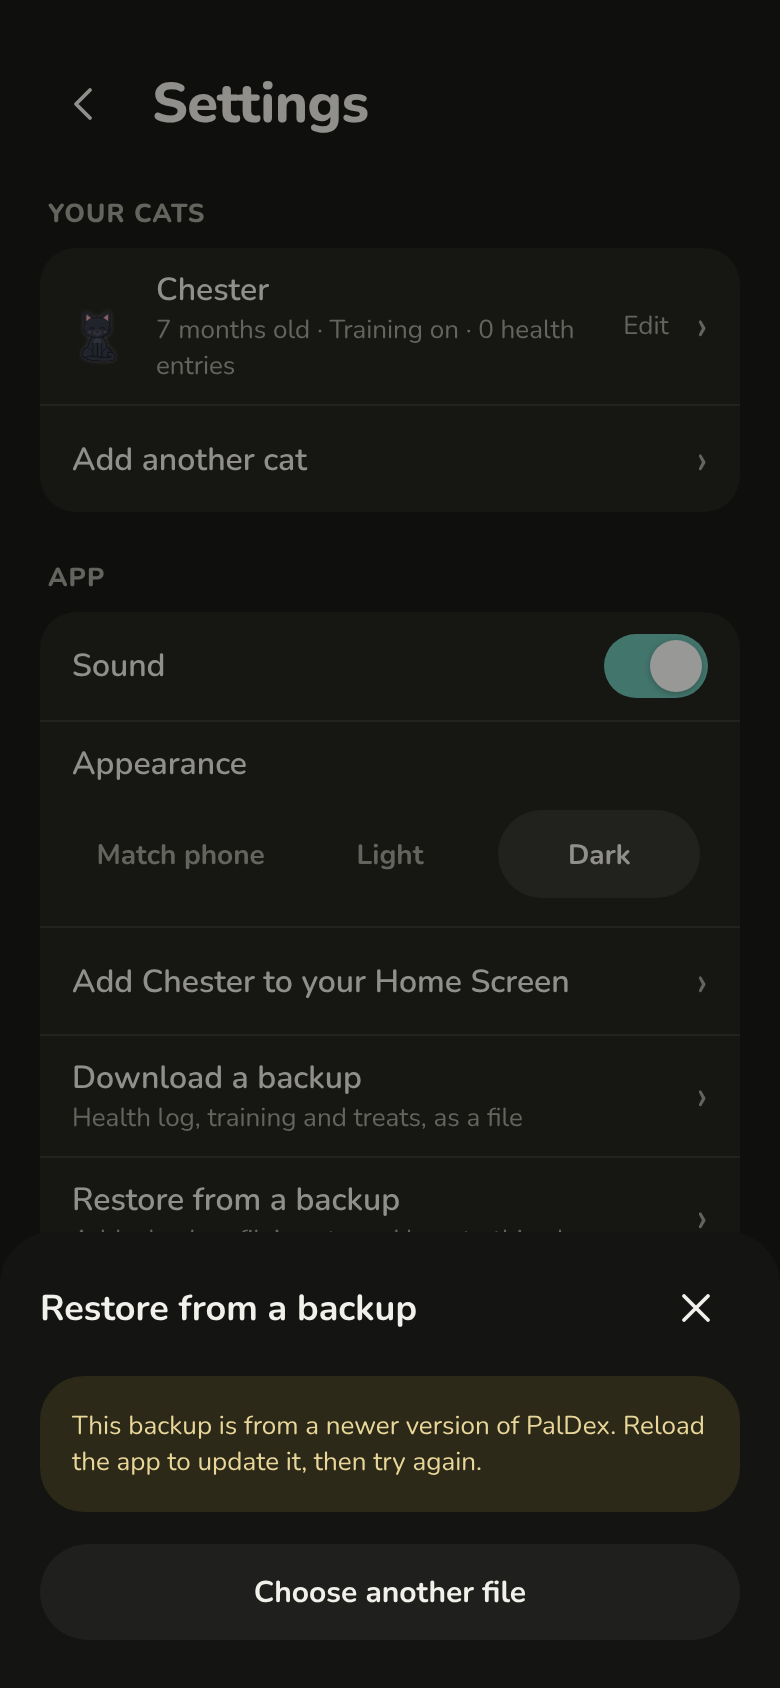 Settings
YOUR CATS
Chester
7 months old · Training on · 0 health
entries
Edit
Add another cat
APP
Sound
Appearance
Match phone
Light
Dark
Add Chester to your Home Screen
Download a backup
Health log, training and treats, as a file
Restore from a backup
Restore from a backup
This backup is from a newer version of PalDex. Reload
the app to update it, then try again.
Choose another file